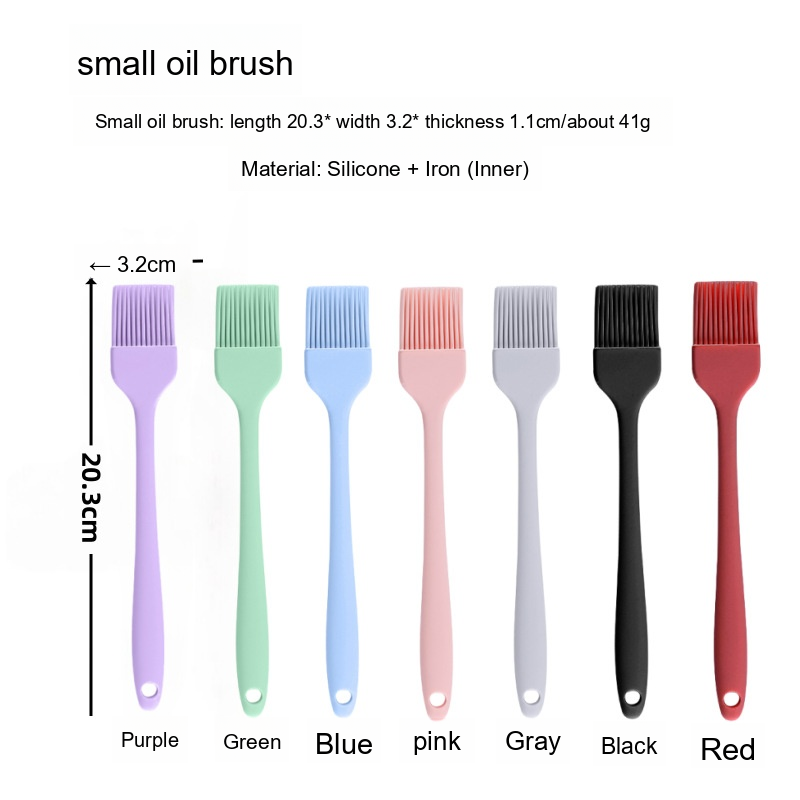 small oil brush
Small oil brush: length 20.3* width 3.2* thickness 1.1cm/about 41g
Material: Silicone + Iron (Inner)
← 3.2cm -
20.3cm
Purple Green Blue pink Gray Black Red